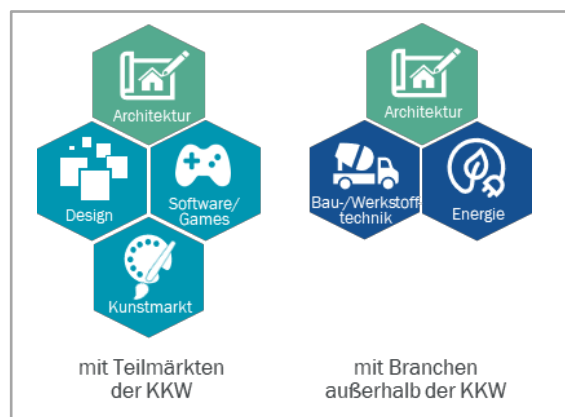 Architektur
Design
Software/
Games
Kunstmarkt
mit Teilmärkten
der KKW
Architektur
Bau-/Werkstoff-
technik
Energie
mit Branchen
außerhalb der KKW